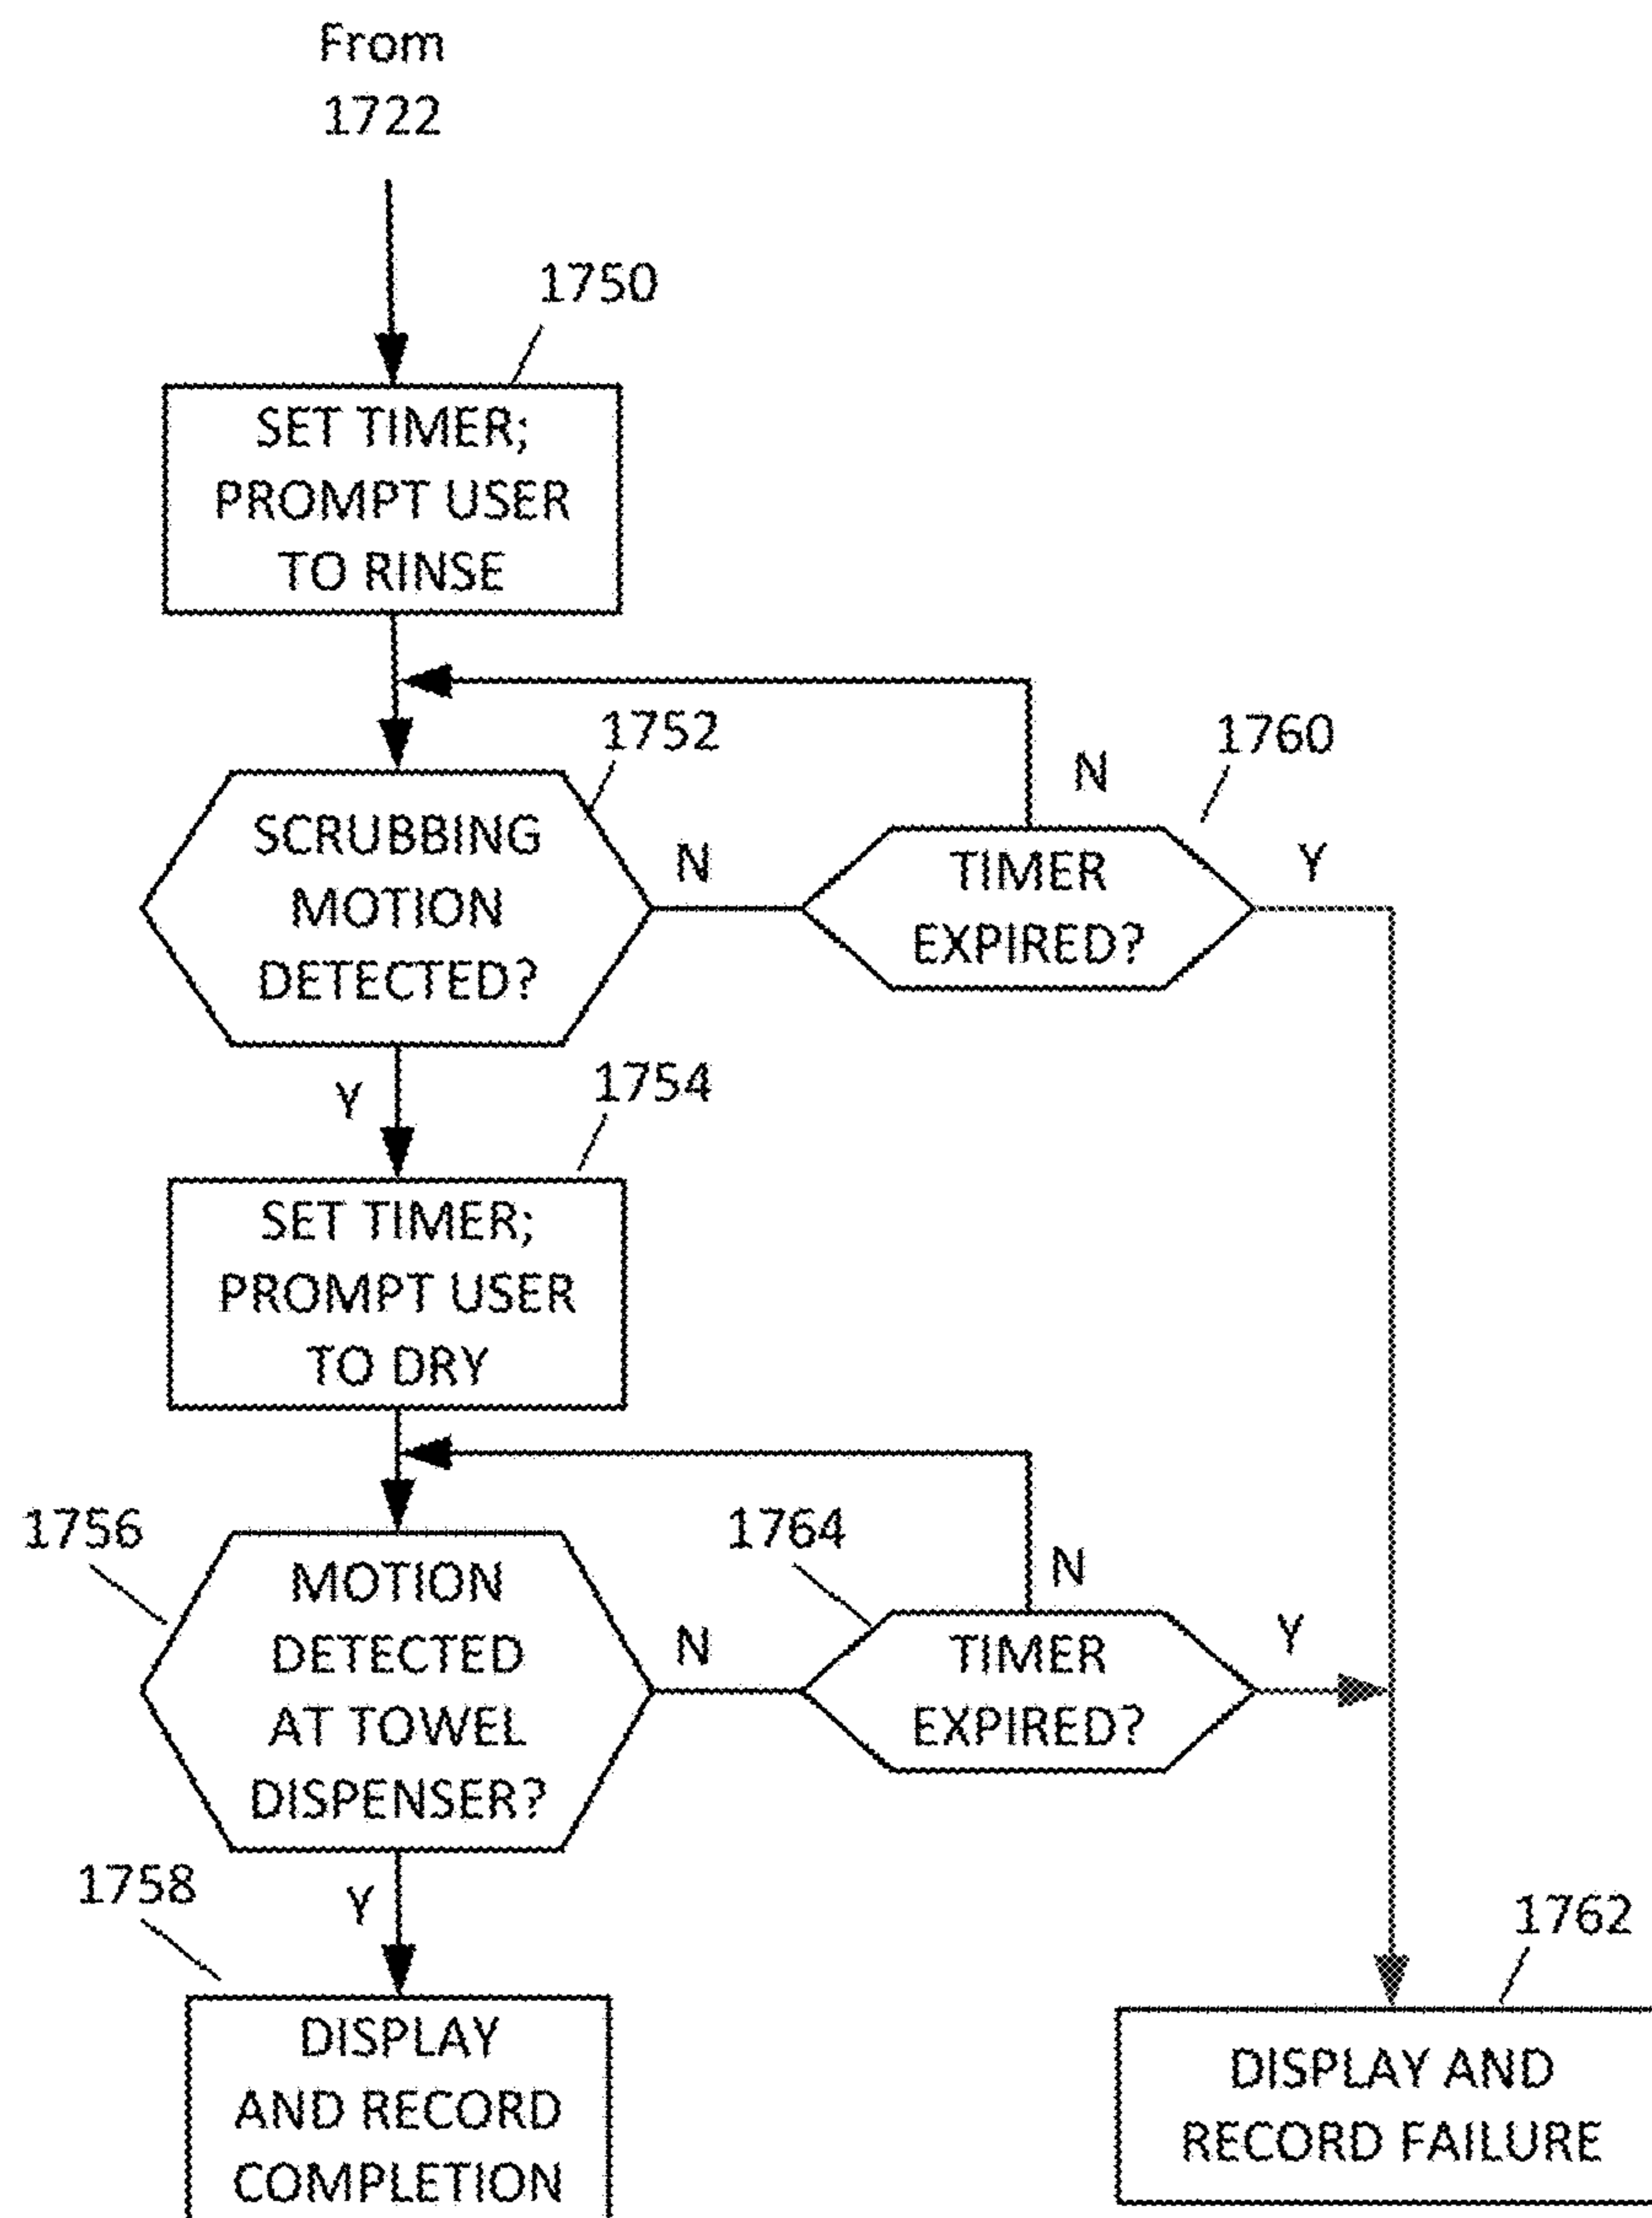 From
1722
1750
SET TIMER;
PROMPT USER
TO RINSE
1752
1760
SCRUBBING
MOTION
DETECTED?
N
TIMER
EXPIRED?
N
Y
Y
1754
SET TIMER;
PROMPT USER
TO DRY
1756
MOTION
DETECTED
AT TOWEL
DISPENSER?
N
1764
TIMER
EXPIRED?
N
Y
Y
1758
DISPLAY
AND RECORD
COMPLETION
1762
DISPLAY AND
RECORD FAILURE